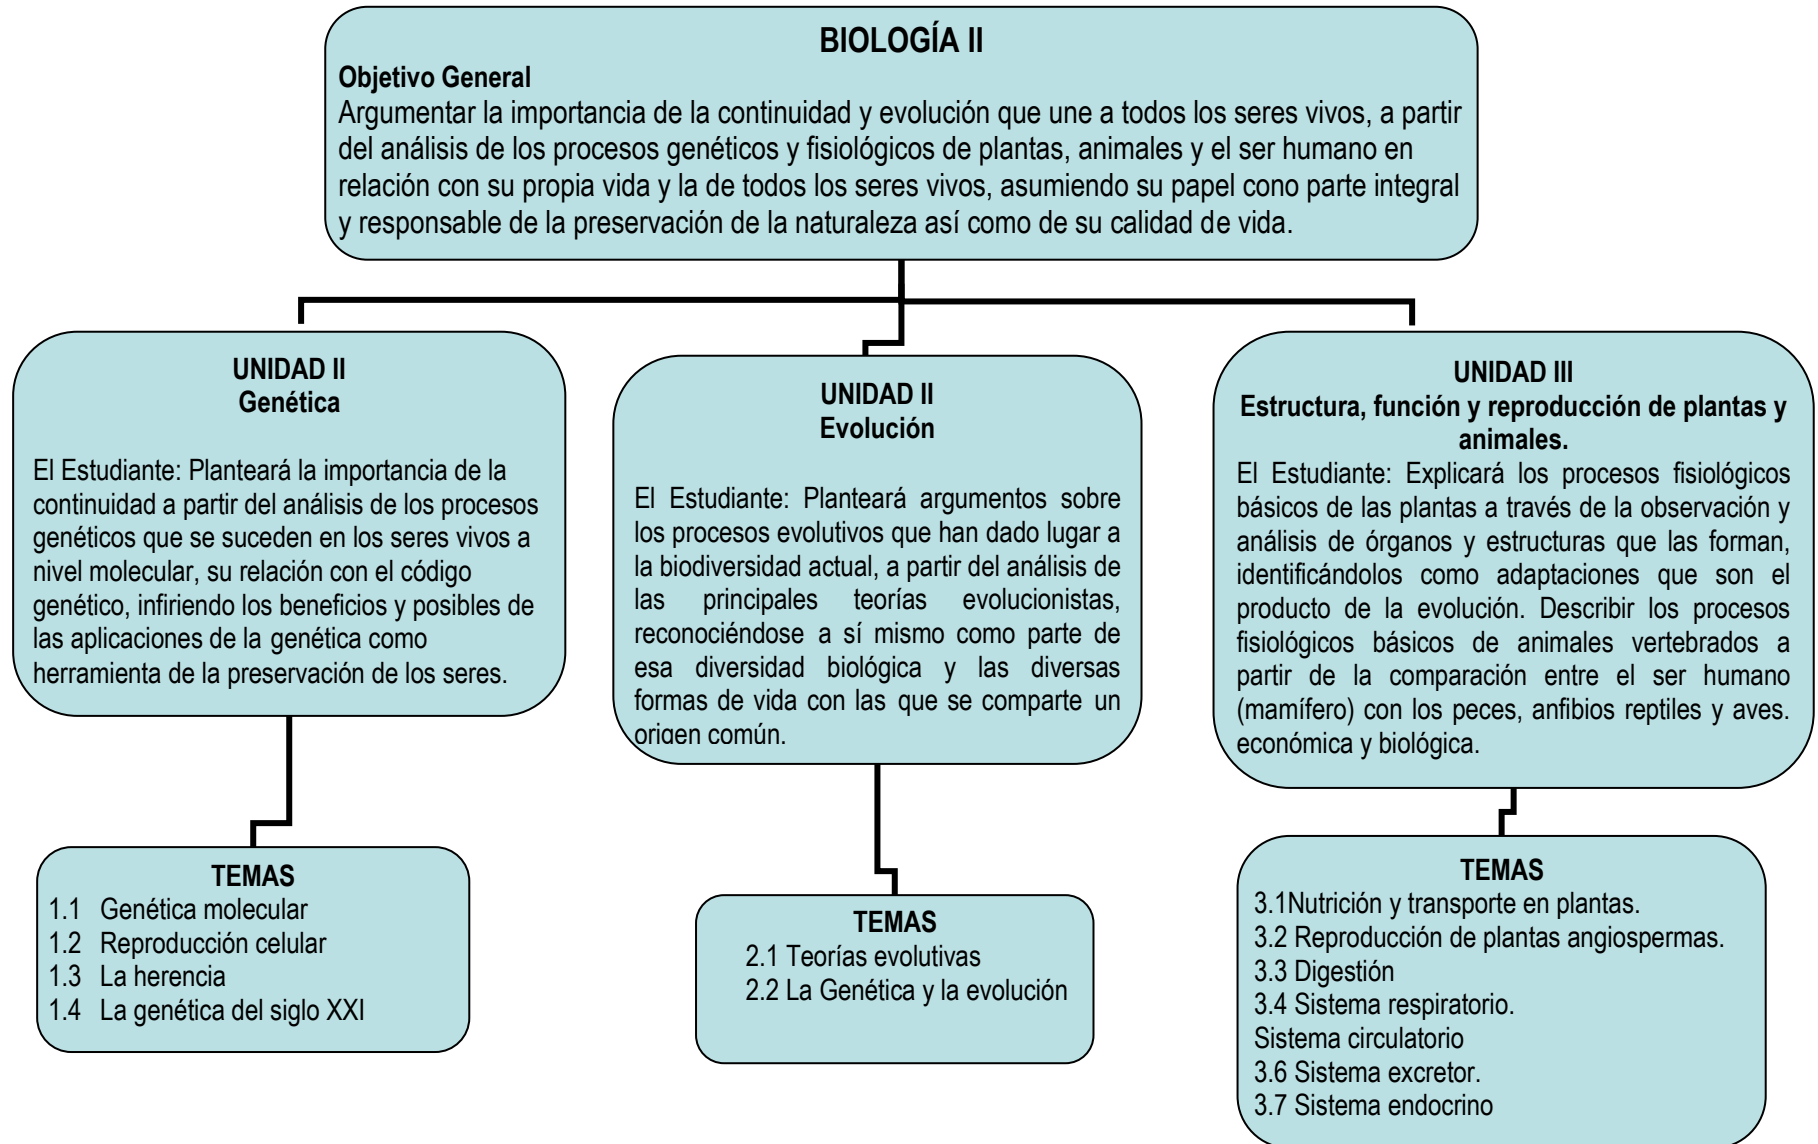 BIOLOGÍA II
Objetivo General
Argumentar la importancia de la continuidad y evolución que une a todos los seres vivos, a partir
del análisis de los procesos genéticos y fisiológicos de plantas, animales y el ser humano en
relación con su propia vida y la de todos los seres vivos, asumiendo su papel cono parte integral
y responsable de la preservación de la naturaleza así como de su calidad de vida.
UNIDAD II
Genética
El Estudiante: Planteará la importancia de la
continuidad a partir del análisis de los procesos
genéticos que se suceden en los seres vivos a
nivel molecular, su relación con el código
genético, infiriendo los beneficios y posibles de
las aplicaciones de la genética como
herramienta de la preservación de los seres.
UNIDAD II
Evolución
El Estudiante: Planteará argumentos sobre
los procesos evolutivos que han dado lugar a
la biodiversidad actual, a partir del análisis de
las principales teorías evolucionistas,
reconociéndose a sí mismo como parte de
esa diversidad biológica y las diversas
formas de vida con las que se comparte un
origen común.
UNIDAD III
Estructura, función y reproducción de plantas y
animales.
El Estudiante: Explicará los procesos fisiológicos
básicos de las plantas a través de la observación y
análisis de órganos y estructuras que las forman,
identificándolos como adaptaciones que son el
producto de la evolución. Describir los procesos
fisiológicos básicos de animales vertebrados a
partir de la comparación entre el ser humano
(mamífero) con los peces, anfibios reptiles y aves.
económica y biológica.
TEMAS
1.1 Genética molecular
1.2 Reproducción celular
1.3 La herencia
1.4 La genética del siglo XXI
TEMAS
2.1 Teorías evolutivas
2.2 La Genética y la evolución
TEMAS
3.1Nutrición y transporte en plantas.
3.2 Reproducción de plantas angiospermas.
3.3 Digestión
3.4 Sistema respiratorio.
Sistema circulatorio
3.6 Sistema excretor.
3.7 Sistema endocrino